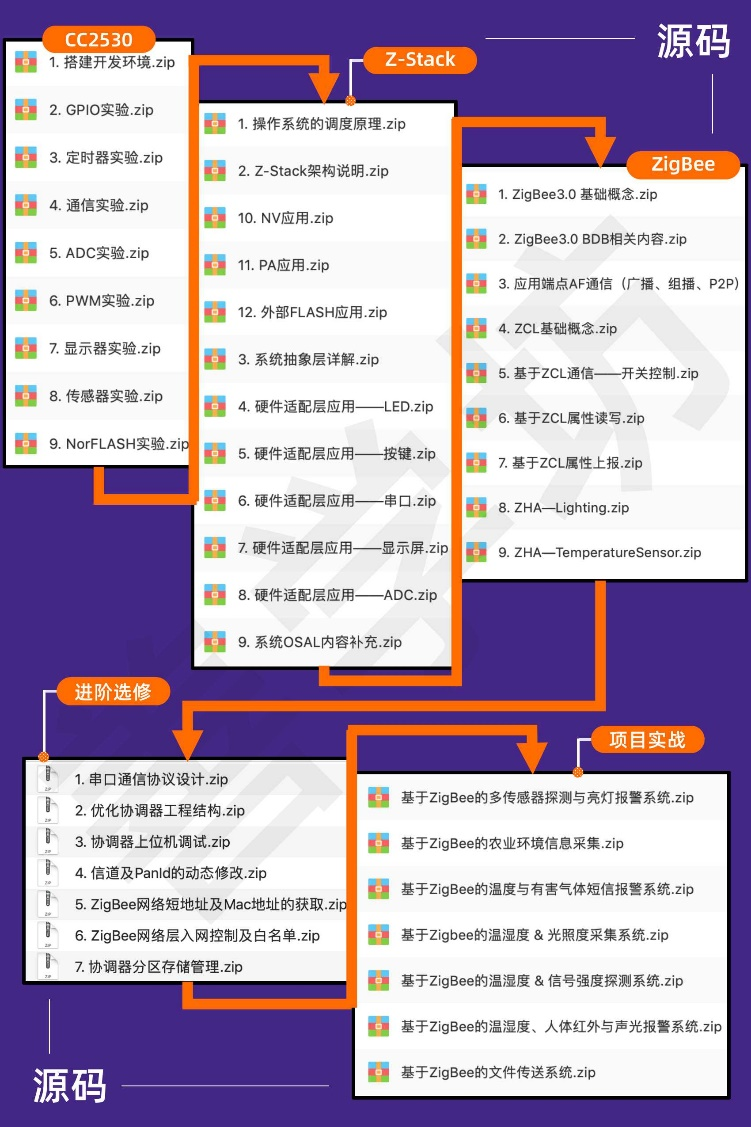 源码
CC2530
1. 搭建开发环境.zip
2. GPIO实验.zip
3. 定时器实验.zip
4. 通信实验.zip
5. ADC实验.zip
6. PWM实验.zip
7. 显示器实验.zip
8. 传感器实验.zip
9. NorFLASH实验.zip
Z-Stack
1. 操作系统的调度原理.zip
2. Z-Stack架构说明.zip
10. NV应用.zip
11. PA应用.zip
12. 外部FLASH应用.zip
3. 系统抽象层详解.zip
4. 硬件适配层应用——LED.zip
5. 硬件适配层应用——按键.zip
6. 硬件适配层应用——串口.zip
7. 硬件适配层应用——显示屏.zip
8. 硬件适配层应用——ADC.zip
9. 系统OSAL内容补充.zip
ZigBee
1. ZigBee3.0 基础概念.zip
2. ZigBee3.0 BDB相关内容.zip
3. 应用端点AF通信（广播、组播、P2P）
4. ZCL基础概念.zip
5. 基于ZCL通信——开关控制.zip
6. 基于ZCL属性读写.zip
7. 基于ZCL属性上报.zip
8. ZHA—Lighting.zip
9. ZHA—TemperatureSensor.zip
进阶选修
1. 串口通信协议设计.zip
2. 优化协调器工程结构.zip
3. 协调器上位机调试.zip
4. 信道及PanId的动态修改.zip
5. ZigBee网络短地址及Mac地址的获取.zip
6. ZigBee网络层入网控制及白名单.zip
7. 协调器分区存储管理.zip
项目实战
基于ZigBee的多传感器探测与亮灯报警系统.zip
基于ZigBee的农业环境信息采集.zip
基于ZigBee的温度与有害气体短信报警系统.zip
基于Zigbee的温湿度 & 光照度采集系统.zip
基于ZigBee的温湿度 & 信号强度探测系统.zip
基于ZigBee的温湿度、人体红外与声光报警系统.zip
基于ZigBee的文件传送系统.zip
源码
善学坊